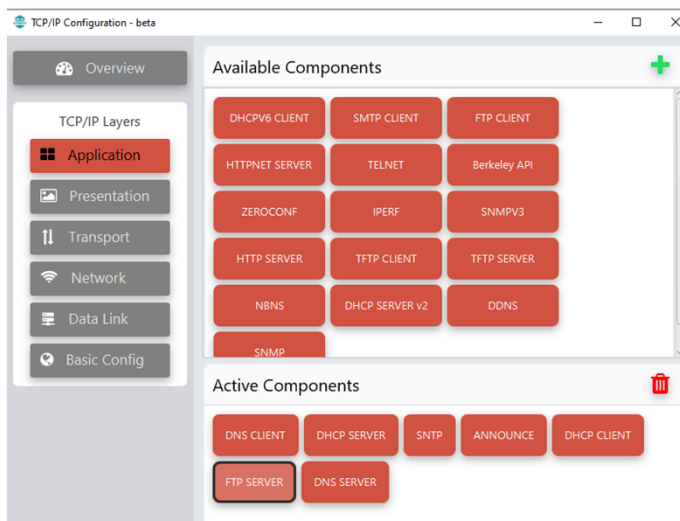 TCP/IP Configuration - beta
Overview
TCP/IP Layers
Application
Presentation
Transport
Network
Data Link
Basic Config
Available Components
DHCPV6 CLIENT SMTP CLIENT FTP CLIENT
HTTPNET SERVER TELNET Berkeley API
ZEROCONF IPERF SNMPV3
HTTP SERVER TFTP CLIENT TFTP SERVER
NBNS DHCP SERVER v2 DDNS
SNMP
Active Components
DNS CLIENT DHCP SERVER SNTP ANNOUNCE DHCP CLIENT
FTP SERVER DNS SERVER